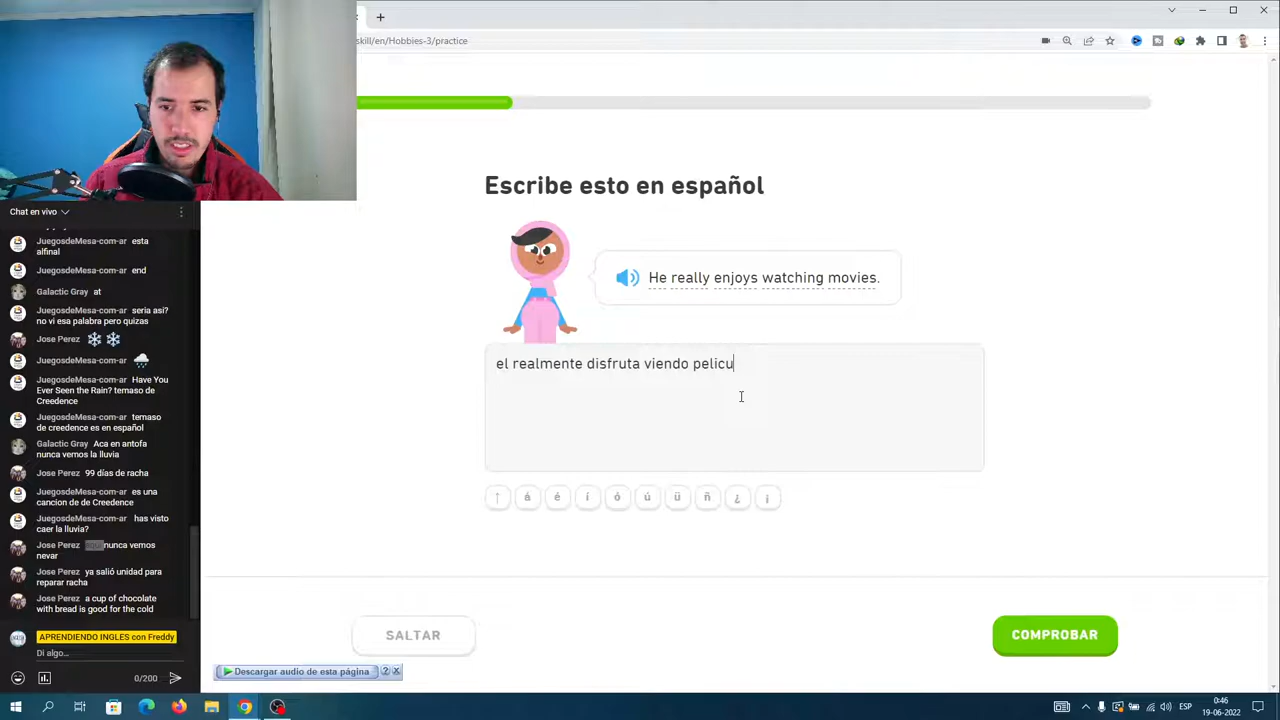 skill/en/Hobbies-3/practice
Chat en vivo
JuegosdeMesa-com-ar esta
alfinal
JuegosdeMesa-com-ar end
Galactic Gray at
JuegosdeMesa-com-ar seria asi?
no vi esa palabra pero quizas
Jose Perez ❄️ ❄️
JuegosdeMesa-com-ar 🌧️
JuegosdeMesa-com-ar Have You
Ever Seen the Rain? temaso de
Creedence
JuegosdeMesa-com-ar temaso
de creedence es en español
Galactic Gray Aca en antofa
nunca vemos la lluvia
Jose Perez 99 días de racha
JuegosdeMesa-com-ar es una
cancion de de Creedence
JuegosdeMesa-com-ar has visto
caer la lluvia?
Jose Perez aqui nunca vemos
nevar
Jose Perez ya salió unidad para
reparar racha
Jose Perez a cup of chocolate
with bread is good for the cold
APRENDIENDO INGLES con Freddy
Di algo...
0/200
Escribe esto en español
He really enjoys watching movies.
el realmente disfruta viendo pelicu
↑ á é í ó ú ü ñ ¿ ¡
SALTAR
COMPROBAR
Descargar audio de esta página ? x
ESP
0:46
19-06-2022